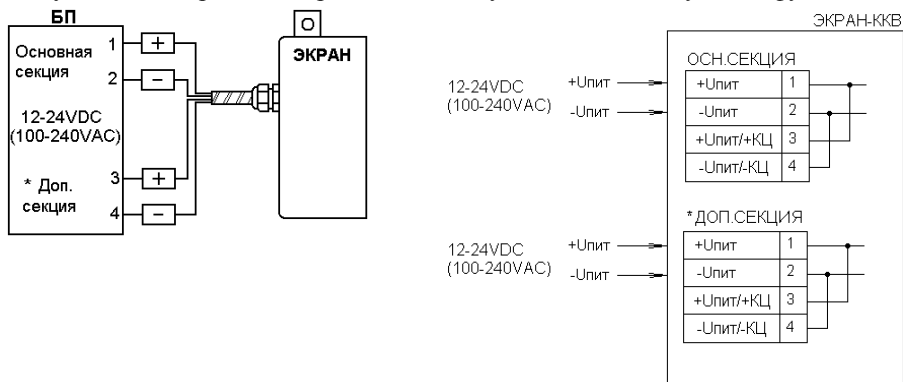 БП
Основная
секция
12-24VDC
(100-240VAC)
* Доп.
секция
1
+
2
−
3
+
4
−
ЭКРАН
ЭКРАН-ККВ
12-24VDC
(100-240VAC)
+Uпит
-Uпит
ОСН.СЕКЦИЯ
+Uпит 1
-Uпит 2
+Uпит/+КЦ 3
-Uпит/-КЦ 4
12-24VDC
(100-240VAC)
+Uпит
-Uпит
*ДОП.СЕКЦИЯ
+Uпит 1
-Uпит 2
+Uпит/+КЦ 3
-Uпит/-КЦ 4